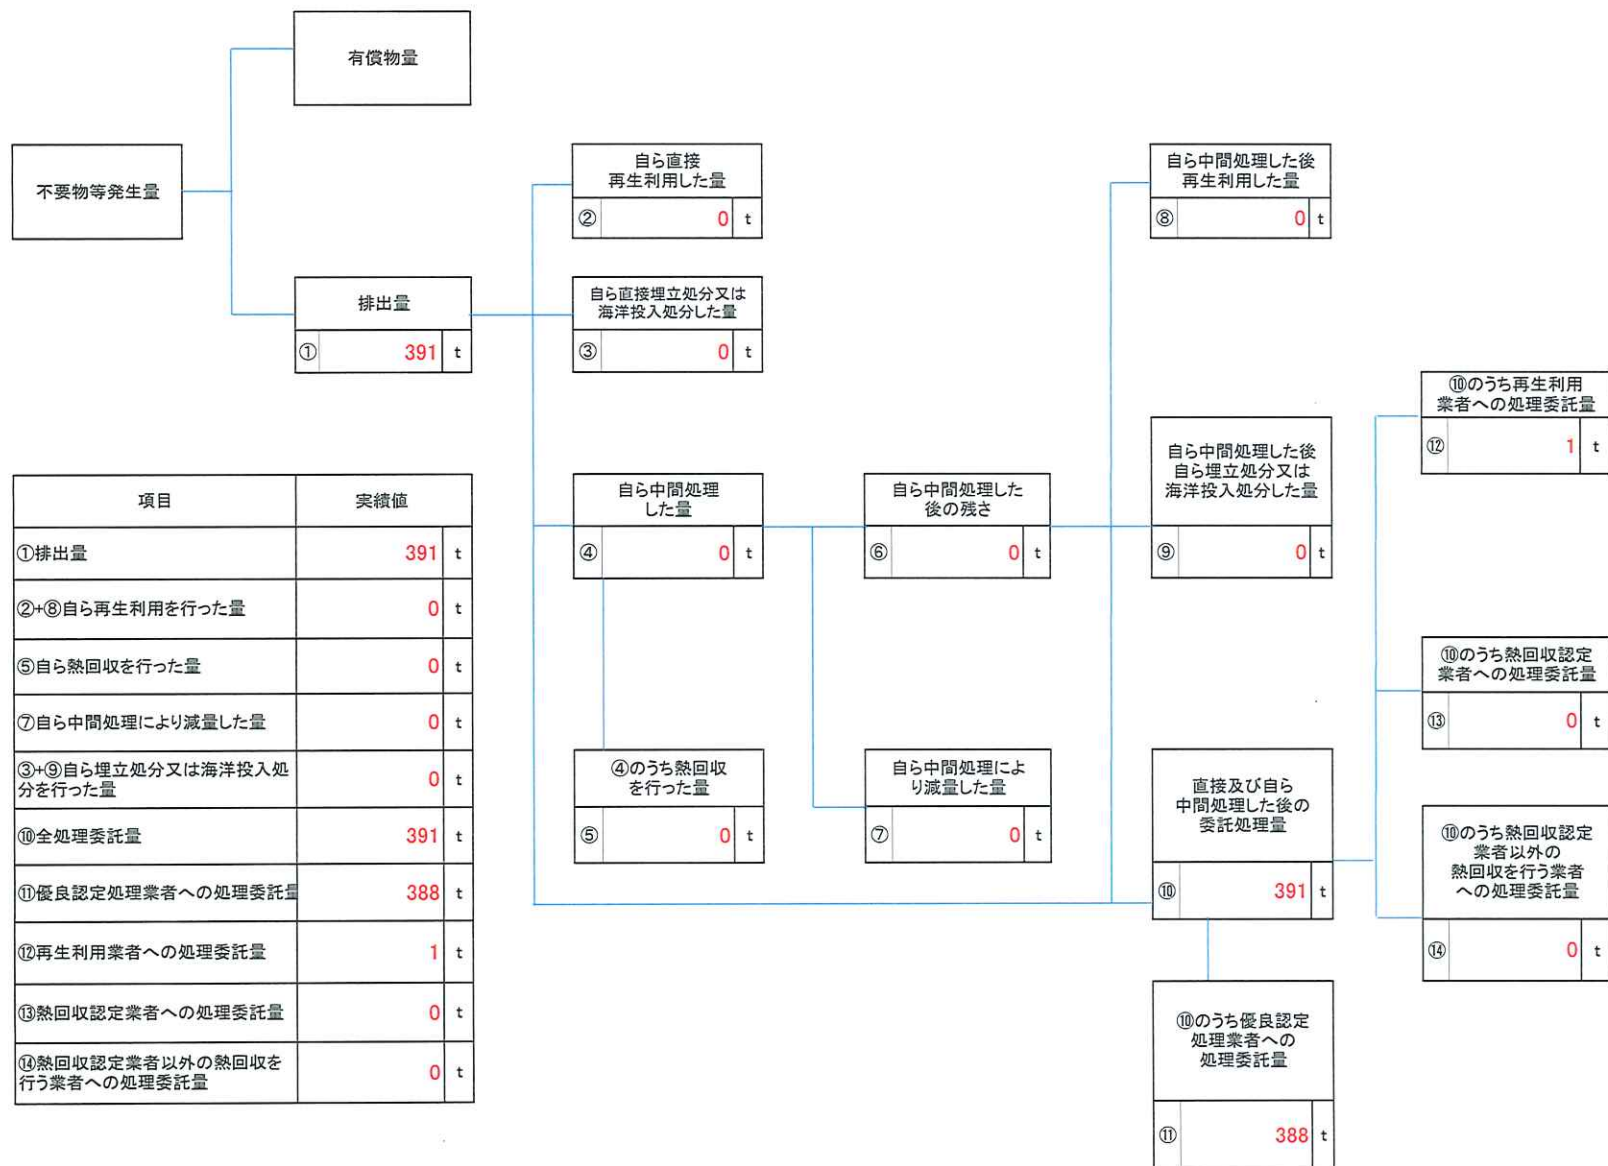 有償物量
不要物等発生量
排出量
① 391 t
自ら直接
再生利用した量
② 0 t
自ら直接埋立処分又は
海洋投入処分した量
③ 0 t
自ら中間処理
した量
④ 0 t
④のうち熱回収
を行った量
⑤ 0 t
自ら中間処理した
後の残さ
⑥ 0 t
自ら中間処理によ
り減量した量
⑦ 0 t
自ら中間処理した後
再生利用した量
⑧ 0 t
自ら中間処理した後
自ら埋立処分又は
海洋投入処分した量
⑨ 0 t
直接及び自ら
中間処理した後の
委託処理量
⑩ 391 t
⑩のうち優良認定
処理業者への
処理委託量
⑪ 388 t
⑩のうち再生利用
業者への処理委託量
⑫ 1 t
⑩のうち熱回収認定
業者への処理委託量
⑬ 0 t
⑩のうち熱回収認定
業者以外の
熱回収を行う業者
への処理委託量
⑭ 0 t
項目 実績値
①排出量 391 t
②+⑧自ら再生利用を行った量 0 t
⑤自ら熱回収を行った量 0 t
⑦自ら中間処理により減量した量 0 t
③+⑨自ら埋立処分又は海洋投入処
分を行った量 0 t
⑩全処理委託量 391 t
⑪優良認定処理業者への処理委託量 388 t
⑫再生利用業者への処理委託量 1 t
⑬熱回収認定業者への処理委託量 0 t
⑭熱回収認定業者以外の熱回収を
行う業者への処理委託量 0 t